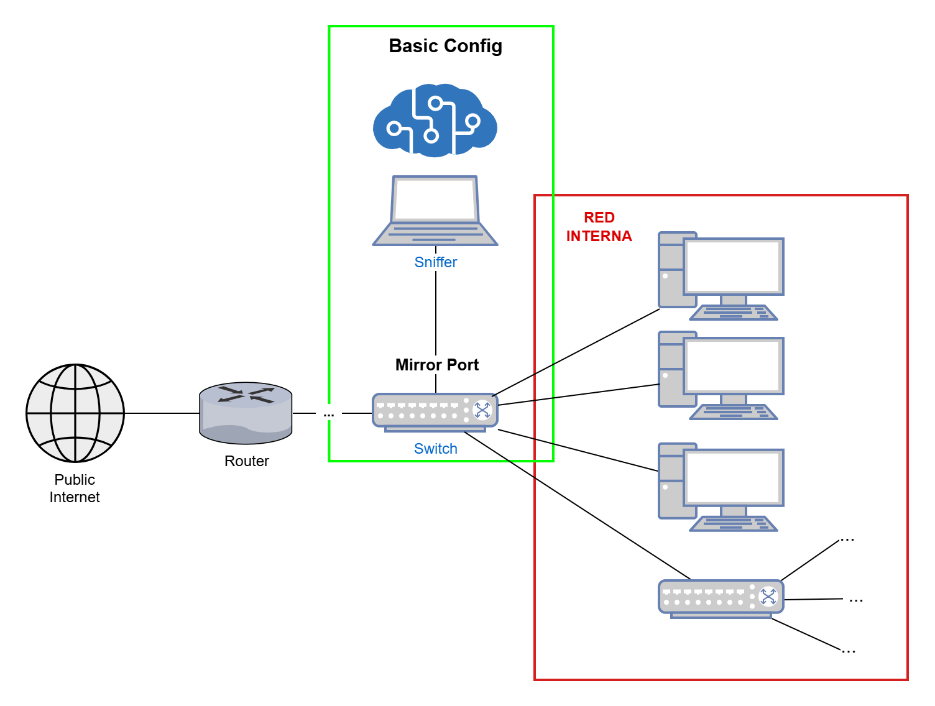 Basic Config
RED
INTERNA
Sniffer
Mirror Port
...
Switch
Router
Public
Internet
...
...
...